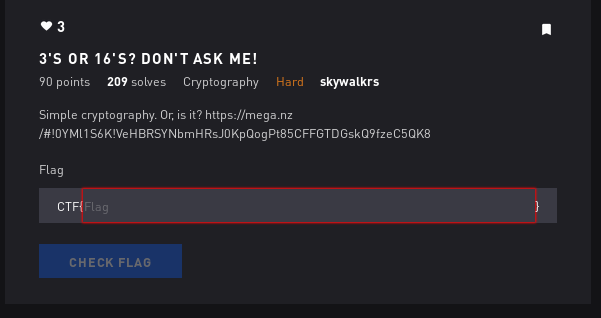 3
3'S OR 16'S? DON'T ASK ME!
90 points 209 solves Cryptography Hard skywalkrs
Simple cryptography. Or, is it? https://mega.nz
/#!0YMl1S6K!VeHBRSYNbmHRsJ0KpQogPt85CFFGTDGskQ9fzeC5QK8
Flag
CTF{Flag}
CHECK FLAG